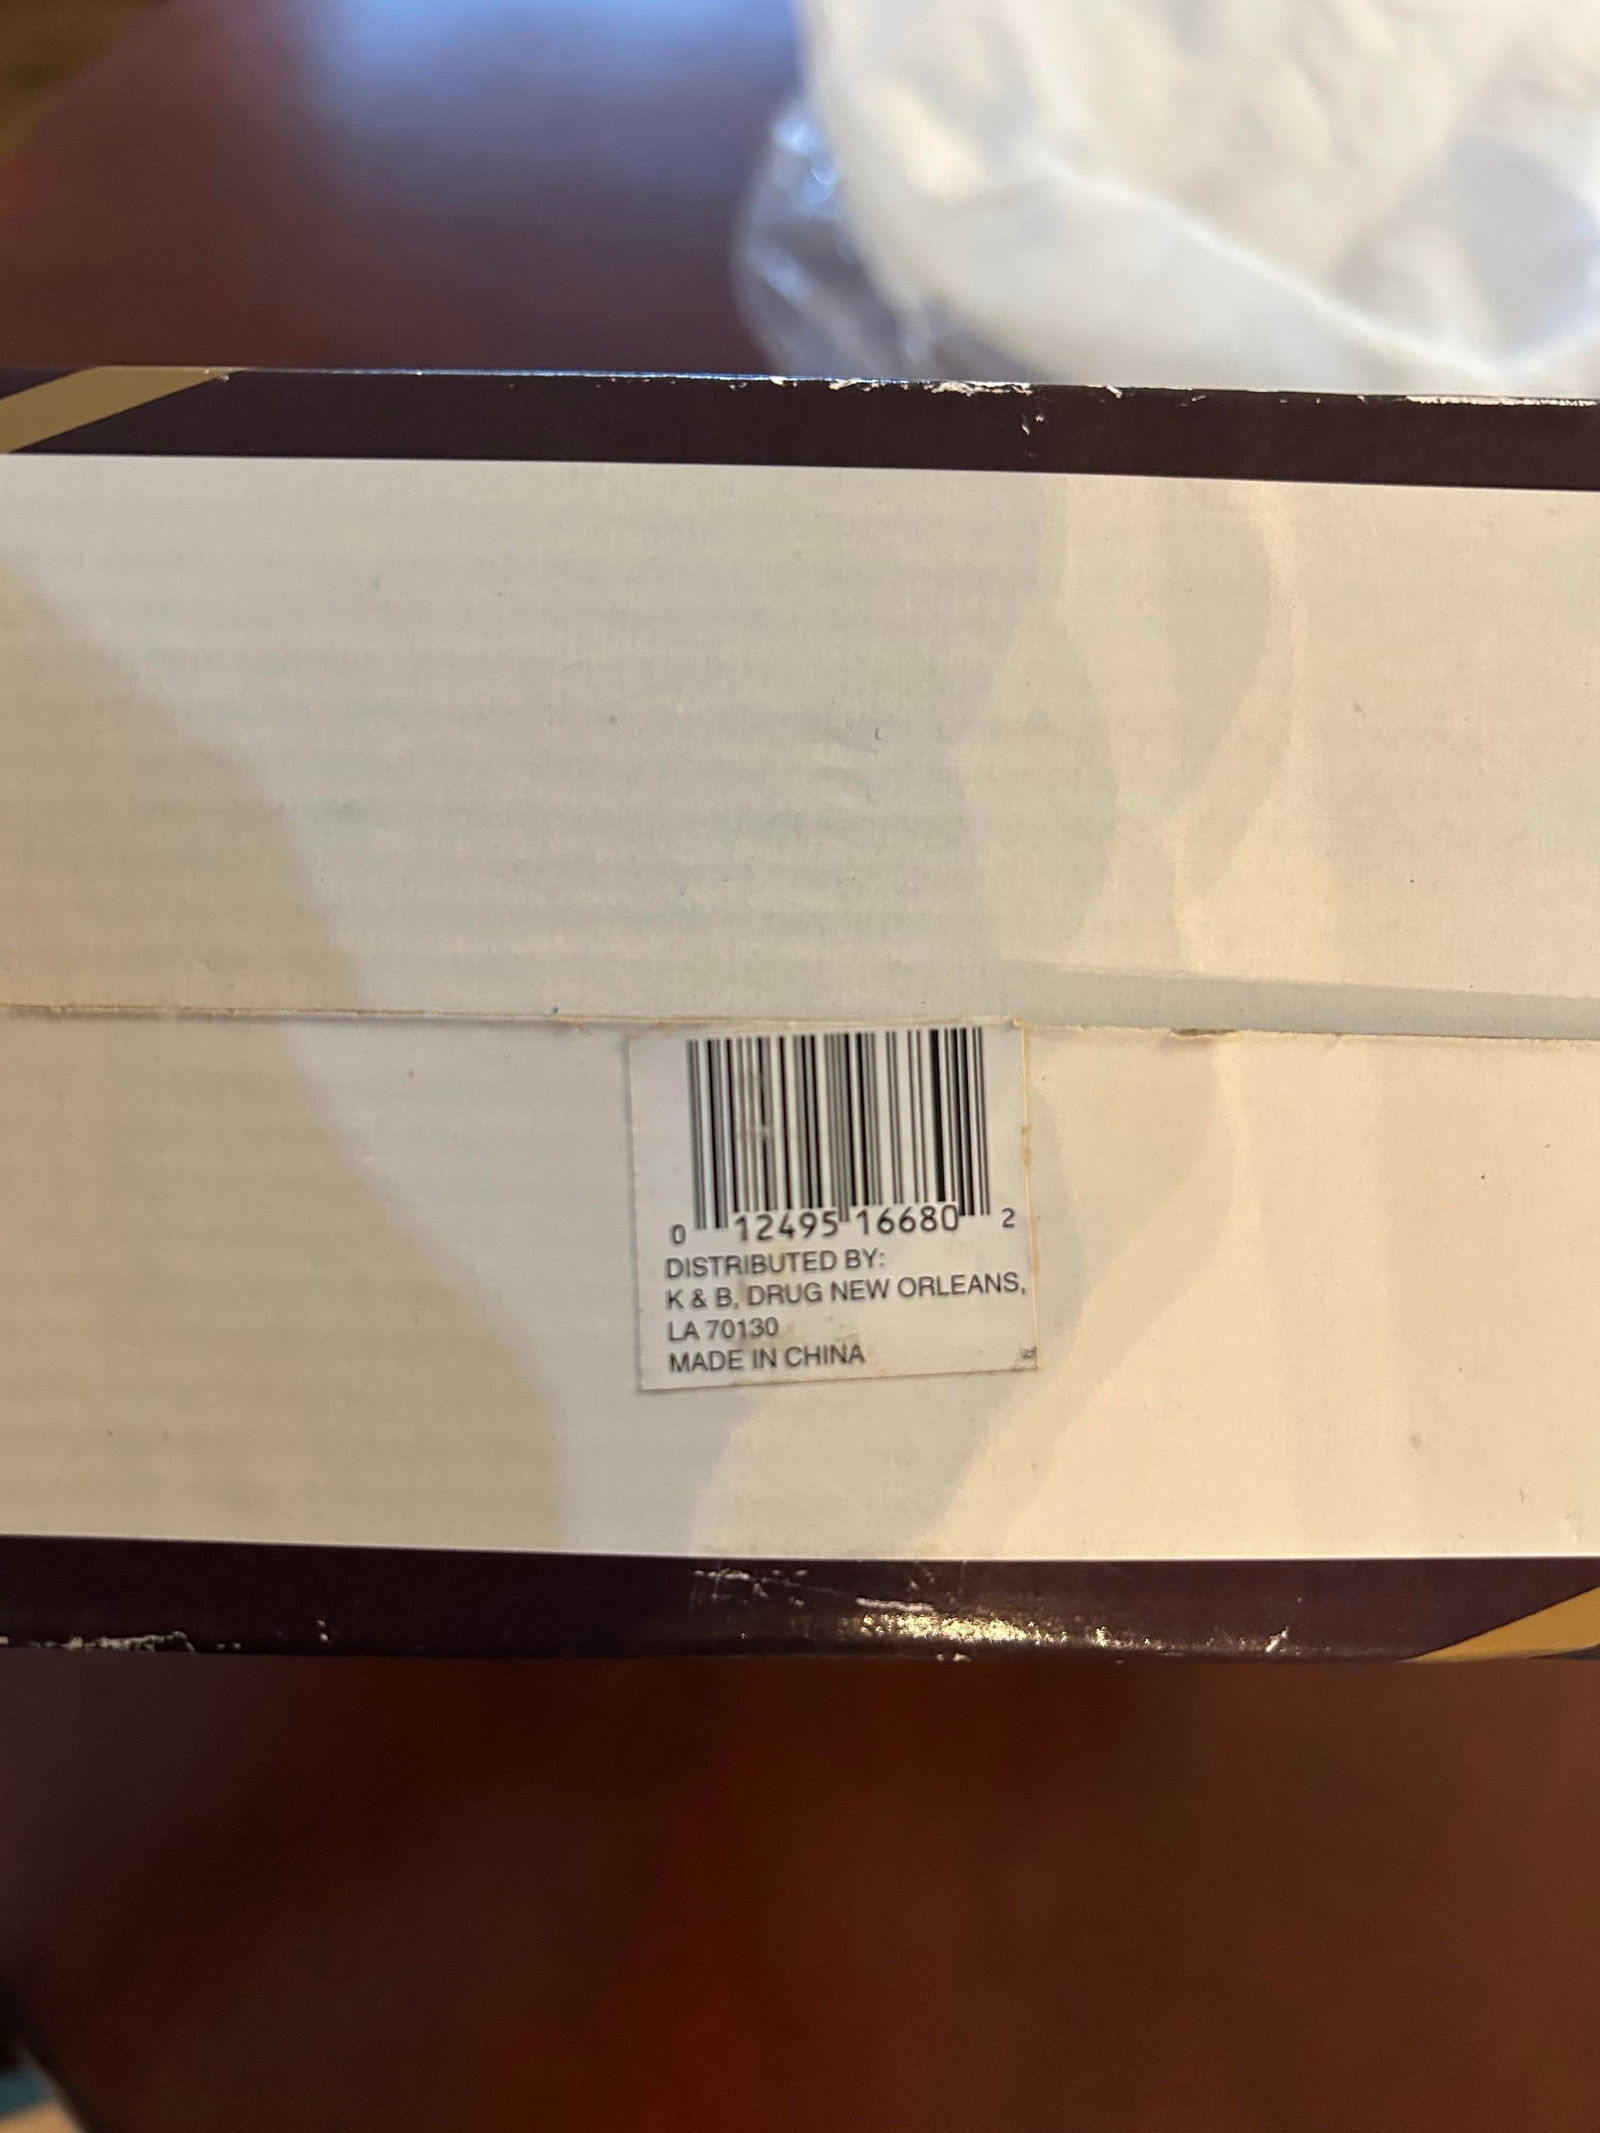 0 12495 16680 2
DISTRIBUTED BY:
K & B, DRUG NEW ORLEANS,
LA 70130
MADE IN CHINA